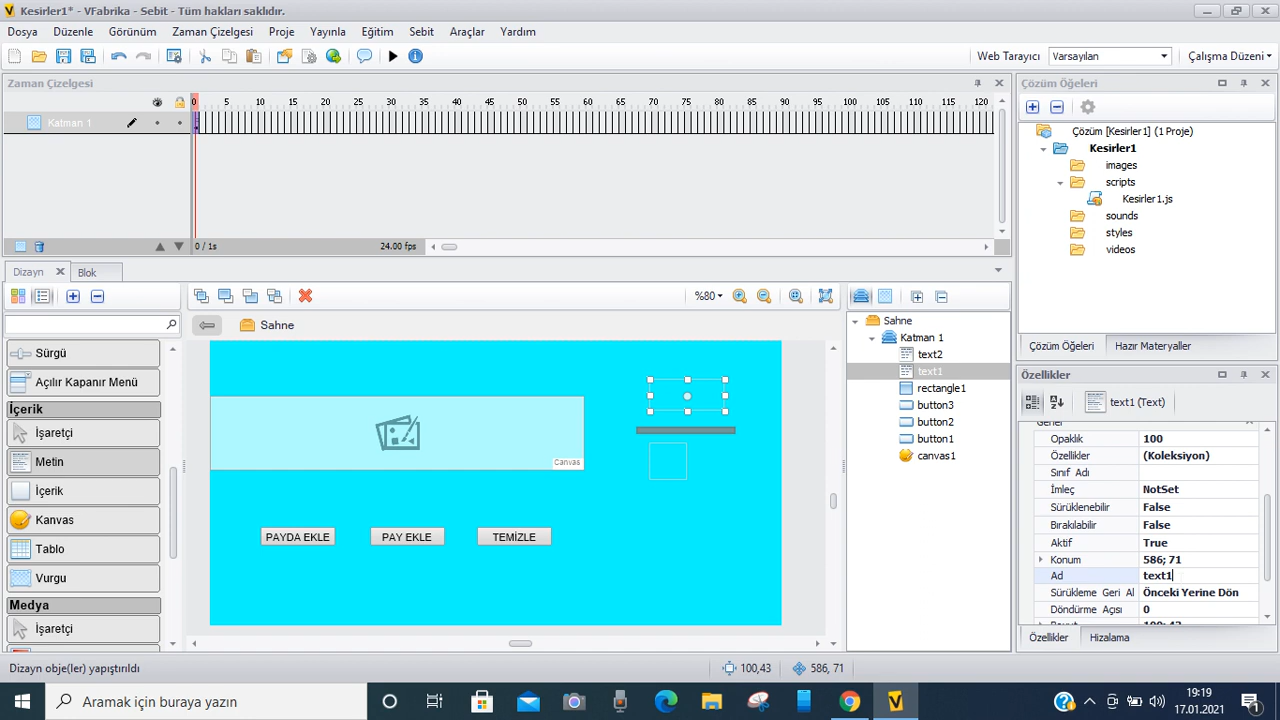 Kesirler1* - VFabrika - Sebit - Tüm hakları saklıdır.
Dosya Düzenle Görünüm Zaman Çizelgesi Proje Yayınla Eğitim Sebit Araçlar Yardım
Web Tarayıcı Varsayılan Çalışma Düzeni
Zaman Çizelgesi
0 5 10 15 20 25 30 35 40 45 50 55 60 65 70 75 80 85 90 95 100 105 110 115 120
Katman 1
0 / 1s 24.00 fps
Çözüm Öğeleri
Çözüm [Kesirler1] (1 Proje)
Kesirler1
images
scripts
Kesirler1.js
sounds
styles
videos
Çözüm Öğeleri Hazır Materyaller
Dizayn Blok
%80
Sahne
Sürgü
Açılır Kapanır Menü
İçerik
İşaretçi
Metin
İçerik
Kanvas
Tablo
Vurgu
Medya
İşaretçi
Canvas
PAYDA EKLE PAY EKLE TEMİZLE
Sahne
Katman 1
text2
text1
rectangle1
button3
button2
button1
canvas1
Özellikler
text1 (Text)
Genel
Opaklık 100
Özellikler (Koleksiyon)
Sınıf Adı
İmleç NotSet
Sürüklenebilir False
Bırakılabilir False
Aktif True
Konum 586; 71
Ad text1
Sürükleme Geri Al Önceki Yerine Dön
Döndürme Açısı 0
Boyut 100; 43
Özellikler Hizalama
Dizayn obje(ler) yapıştırıldı 100,43 586, 71
Aramak için buraya yazın
19:19
17.01.2021
1